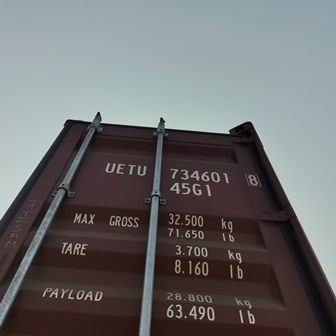 UETU 734601 8
45G1
MAX GROSS 32.500 kg
71.650 lb
TARE 3.700 kg
8.160 lb
PAYLOAD 28.800 kg
63.490 lb